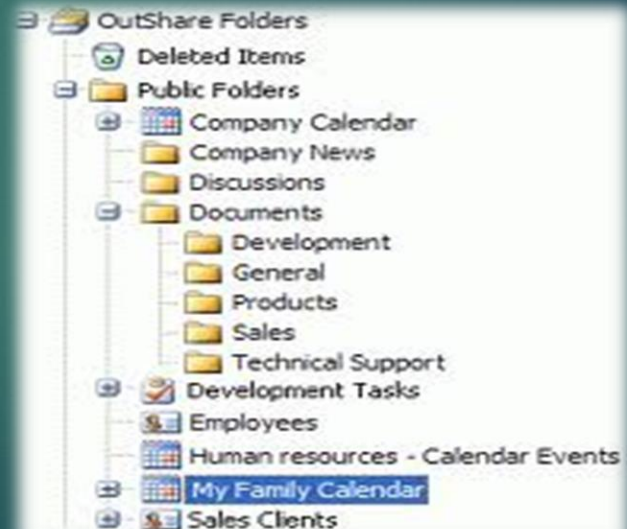 OutShare Folders
Deleted Items
Public Folders
Company Calendar
Company News
Discussions
Documents
Development
General
Products
Sales
Technical Support
Development Tasks
Employees
Human resources - Calendar Events
My Family Calendar
Sales Clients